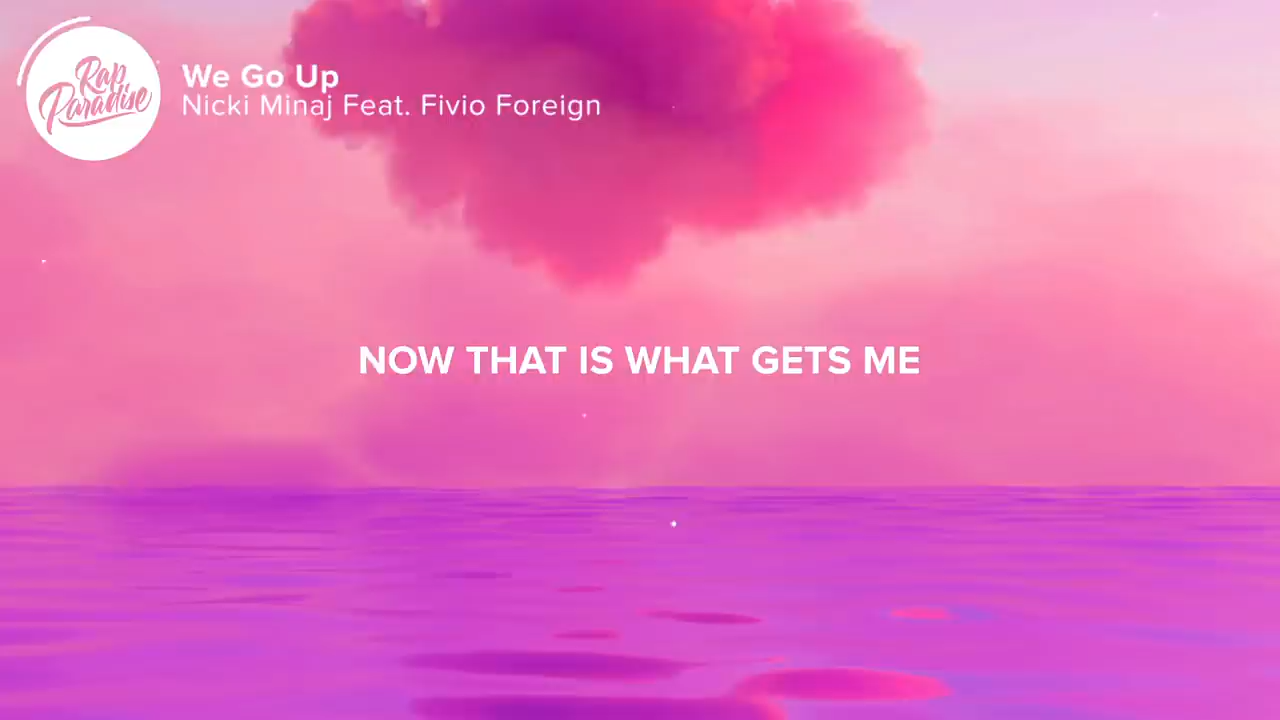 Rap
Paradise
We Go Up
Nicki Minaj Feat. Fivio Foreign
NOW THAT IS WHAT GETS ME